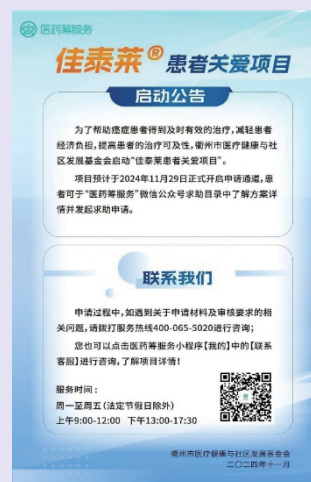 医药筹服务
佳泰莱®患者关爱项目
启动公告
为了帮助癌症患者得到及时有效的治疗,减轻患者
经济负担,提高患者的治疗可及性,衢州市医疗健康与社
区发展基金会启动“佳泰莱患者关爱项目”。
项目预计于2024年11月29日正式开启申请通道,患
者可于“医药筹服务”微信公众号求助目录中了解方案详
情并发起求助申请。
联系我们
申请过程中,如遇到关于申请材料及审核要求的相
关问题,请拨打服务热线400-065-5020进行咨询;
您也可以点击医药筹服务小程序【我的】中的【联系
客服】进行咨询,了解项目详情!
服务时间:
周一至周五(法定节假日除外)
上午9:00-12:00 下午13:00-17:30
衢州市医疗健康与社区发展基金会
二〇二四年十一月